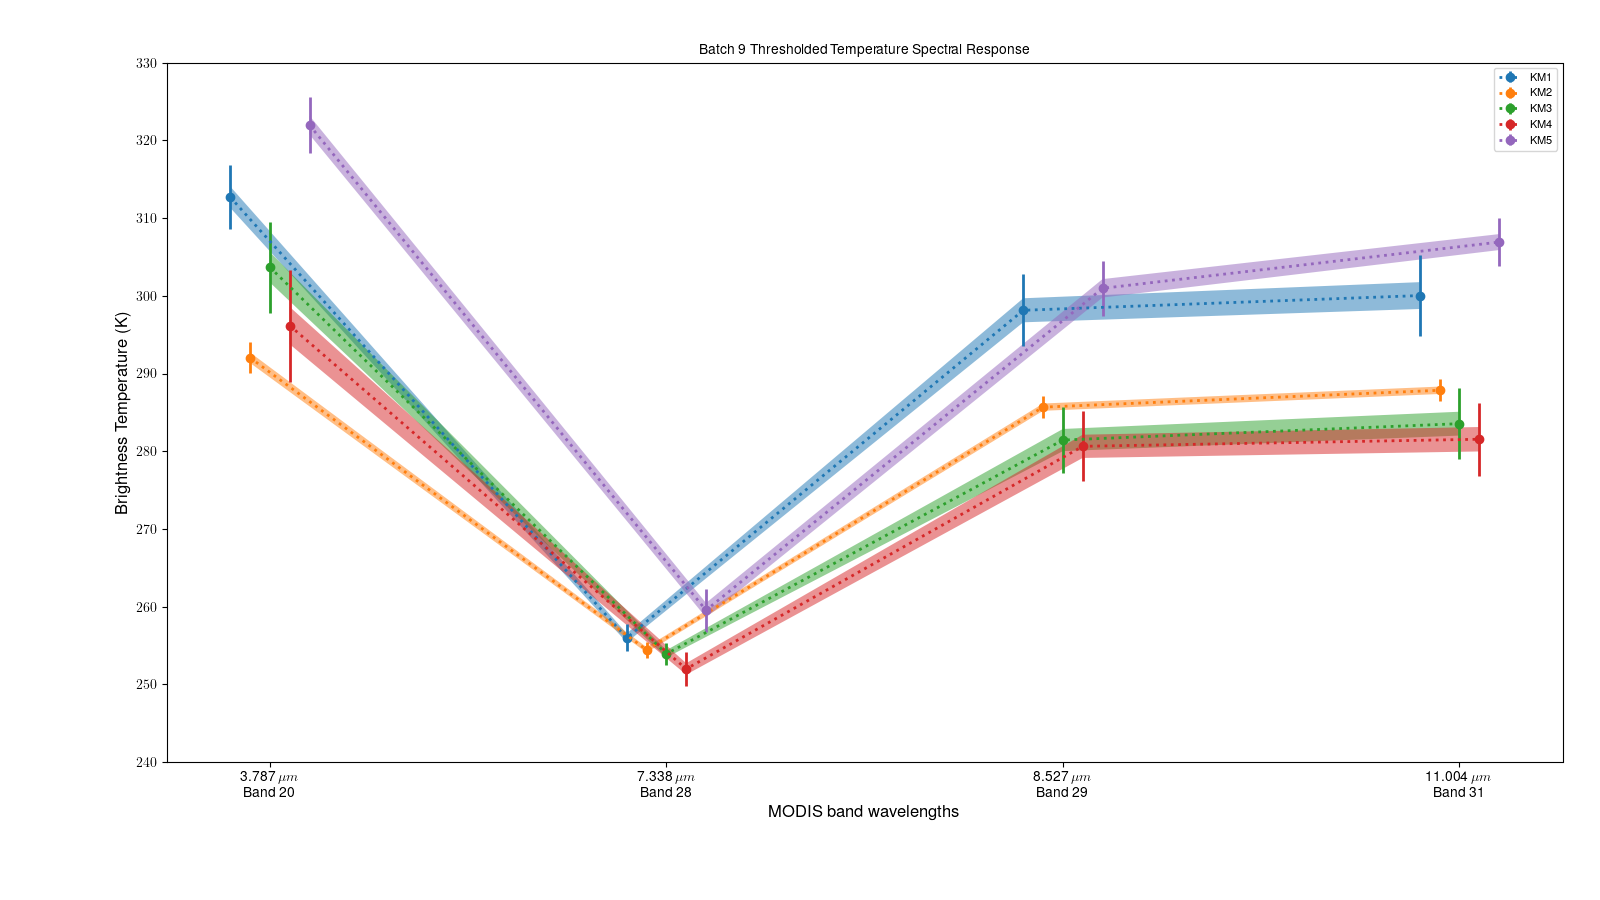 Batch 9 Thresholded Temperature Spectral Response
330
320
310
300
290
280
270
260
250
240
Brightness Temperature (K)
KM1
KM2
KM3
KM4
KM5
3.787 μm
Band 20
7.338 μm
Band 28
8.527 μm
Band 29
11.004 μm
Band 31
MODIS band wavelengths